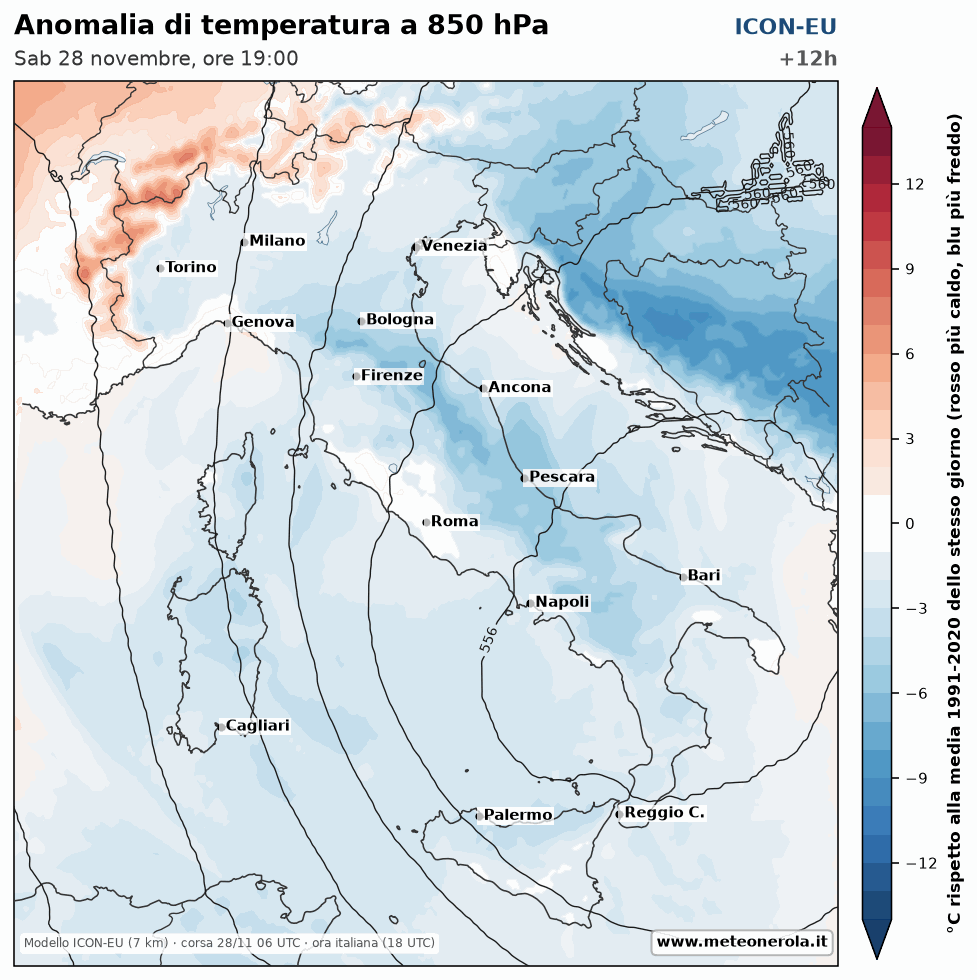 Anomalia di temperatura a 850 hPa
ICON-EU
Sab 28 novembre, ore 19:00
+12h
Milano
Venezia
Torino
Genova
Bologna
Firenze
Ancona
Pescara
Roma
Bari
Napoli
556
Cagliari
Palermo
Reggio C.
560
12
9
6
3
0
−3
−6
−9
−12
°C rispetto alla media 1991-2020 dello stesso giorno (rosso più caldo, blu più freddo)
Modello ICON-EU (7 km) · corsa 28/11 06 UTC · ora italiana (18 UTC)
www.meteonerola.it